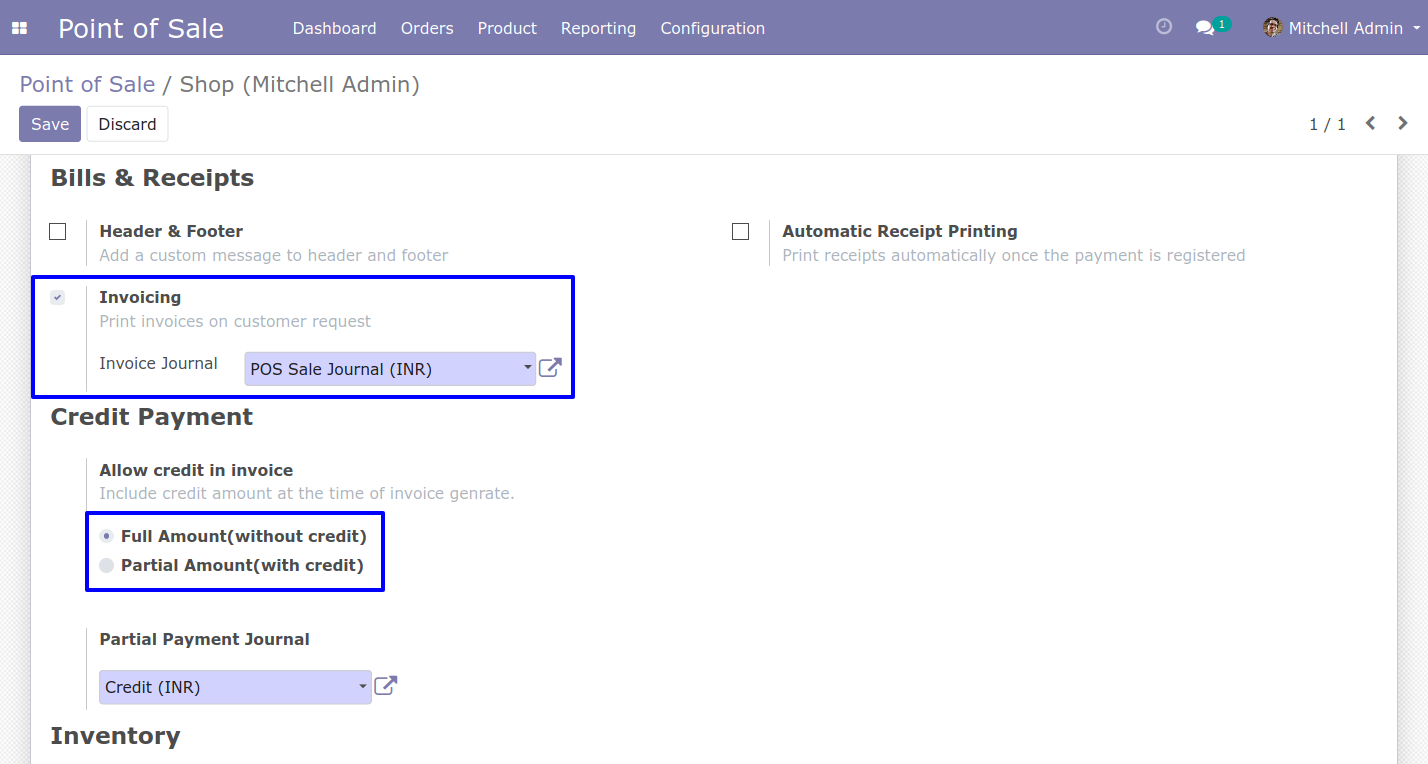 Point of Sale Dashboard Orders Product Reporting Configuration 1 Mitchell Admin
Point of Sale / Shop (Mitchell Admin)
Save Discard 1 / 1
Bills & Receipts
Header & Footer
Add a custom message to header and footer
Automatic Receipt Printing
Print receipts automatically once the payment is registered
Invoicing
Print invoices on customer request
Invoice Journal POS Sale Journal (INR)
Credit Payment
Allow credit in invoice
Include credit amount at the time of invoice genrate.
Full Amount(without credit)
Partial Amount(with credit)
Partial Payment Journal
Credit (INR)
Inventory